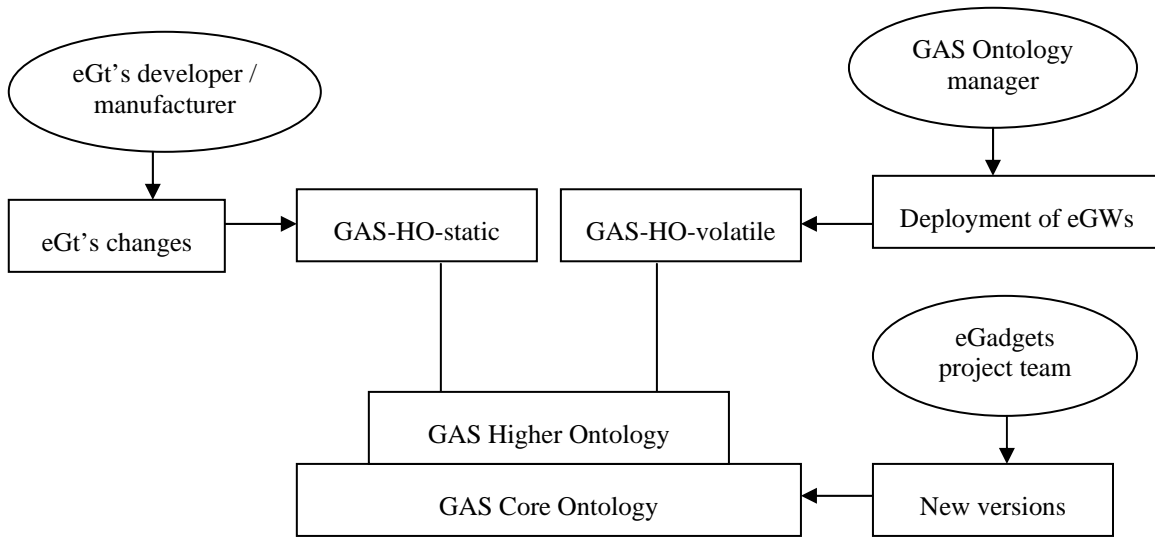 eGt's developer /
manufacturer
GAS Ontology
manager
eGt's changes
GAS-HO-static
GAS-HO-volatile
Deployment of eGWs
eGadgets
project team
GAS Higher Ontology
GAS Core Ontology
New versions